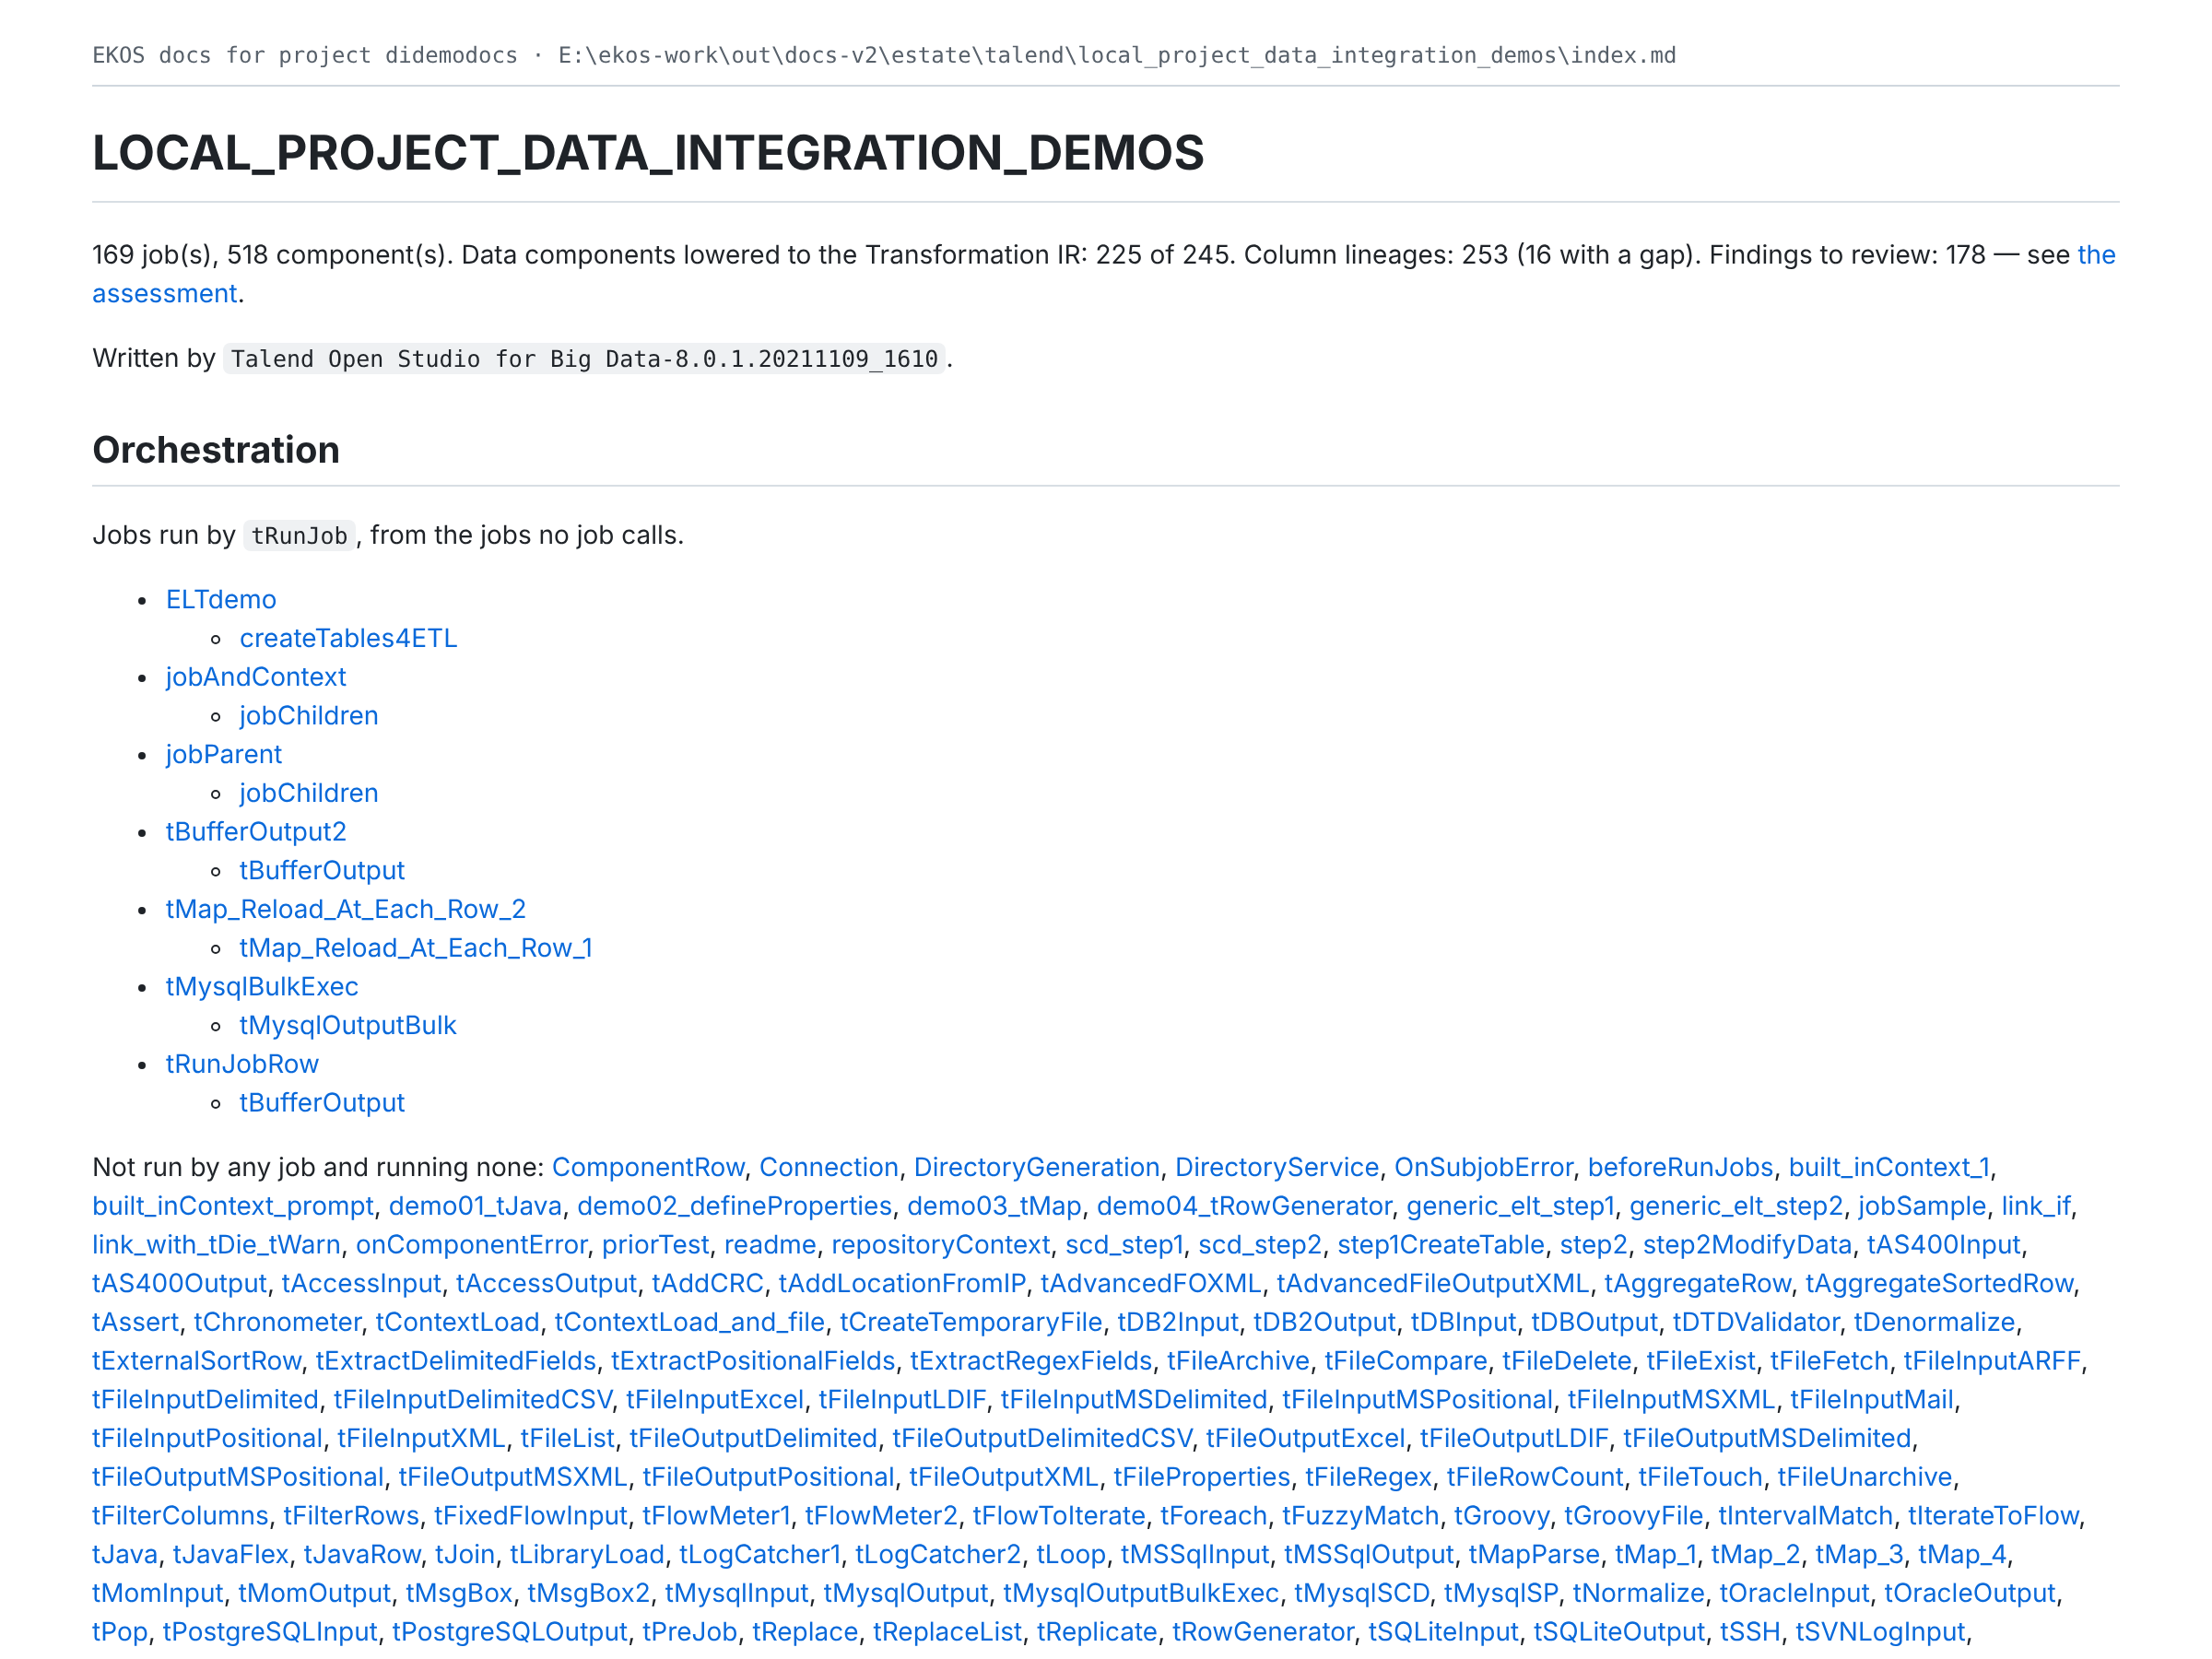 EKOS docs for project didemodocs · E:\ekos-work\out\docs-v2\estate\talend\local_project_data_integration_demos\index.md
LOCAL_PROJECT_DATA_INTEGRATION_DEMOS
169 job(s), 518 component(s). Data components lowered to the Transformation IR: 225 of 245. Column lineages: 253 (16 with a gap). Findings to review: 178 — see the
assessment.
Written by Talend Open Studio for Big Data-8.0.1.20211109_1610.
Orchestration
Jobs run by tRunJob, from the jobs no job calls.
• ELTdemo
◦ createTables4ETL
• jobAndContext
◦ jobChildren
• jobParent
◦ jobChildren
• tBufferOutput2
◦ tBufferOutput
• tMap_Reload_At_Each_Row_2
◦ tMap_Reload_At_Each_Row_1
• tMysqlBulkExec
◦ tMysqlOutputBulk
• tRunJobRow
◦ tBufferOutput
Not run by any job and running none: ComponentRow, Connection, DirectoryGeneration, DirectoryService, OnSubjobError, beforeRunJobs, built_inContext_1,
built_inContext_prompt, demo01_tJava, demo02_defineProperties, demo03_tMap, demo04_tRowGenerator, generic_elt_step1, generic_elt_step2, jobSample, link_if,
link_with_tDie_tWarn, onComponentError, priorTest, readme, repositoryContext, scd_step1, scd_step2, step1CreateTable, step2, step2ModifyData, tAS400Input,
tAS400Output, tAccessInput, tAccessOutput, tAddCRC, tAddLocationFromIP, tAdvancedFOXML, tAdvancedFileOutputXML, tAggregateRow, tAggregateSortedRow,
tAssert, tChronometer, tContextLoad, tContextLoad_and_file, tCreateTemporaryFile, tDB2Input, tDB2Output, tDBInput, tDBOutput, tDTDValidator, tDenormalize,
tExternalSortRow, tExtractDelimitedFields, tExtractPositionalFields, tExtractRegexFields, tFileArchive, tFileCompare, tFileDelete, tFileExist, tFileFetch, tFileInputARFF,
tFileInputDelimited, tFileInputDelimitedCSV, tFileInputExcel, tFileInputLDIF, tFileInputMSDelimited, tFileInputMSPositional, tFileInputMSXML, tFileInputMail,
tFileInputPositional, tFileInputXML, tFileList, tFileOutputDelimited, tFileOutputDelimitedCSV, tFileOutputExcel, tFileOutputLDIF, tFileOutputMSDelimited,
tFileOutputMSPositional, tFileOutputMSXML, tFileOutputPositional, tFileOutputXML, tFileProperties, tFileRegex, tFileRowCount, tFileTouch, tFileUnarchive,
tFilterColumns, tFilterRows, tFixedFlowInput, tFlowMeter1, tFlowMeter2, tFlowToIterate, tForeach, tFuzzyMatch, tGroovy, tGroovyFile, tIntervalMatch, tIterateToFlow,
tJava, tJavaFlex, tJavaRow, tJoin, tLibraryLoad, tLogCatcher1, tLogCatcher2, tLoop, tMSSqlInput, tMSSqlOutput, tMapParse, tMap_1, tMap_2, tMap_3, tMap_4,
tMomInput, tMomOutput, tMsgBox, tMsgBox2, tMysqlInput, tMysqlOutput, tMysqlOutputBulkExec, tMysqlSCD, tMysqlSP, tNormalize, tOracleInput, tOracleOutput,
tPop, tPostgreSQLInput, tPostgreSQLOutput, tPreJob, tReplace, tReplaceList, tReplicate, tRowGenerator, tSQLiteInput, tSQLiteOutput, tSSH, tSVNLogInput,